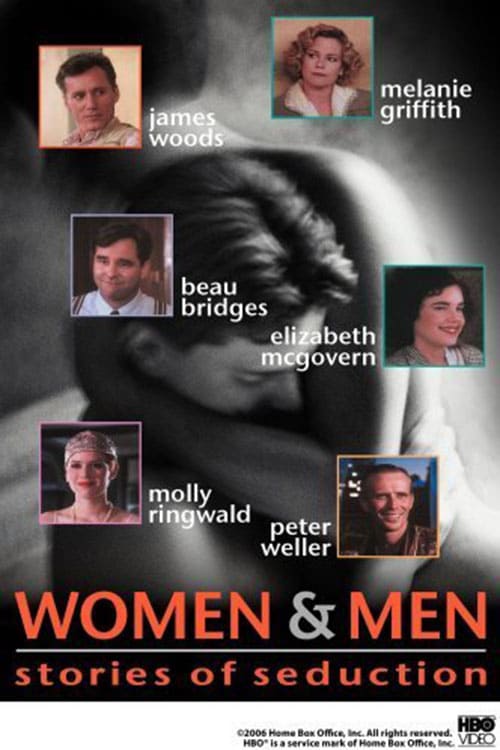 melanie
griffith
james
woods
beau
bridges
elizabeth
mcgovern
molly
ringwald
peter
weller
WOMEN & MEN
stories of seduction
©2006 Home Box Office, Inc. All rights reserved.
HBO® is a service mark of Home Box Office, Inc.
HBO
VIDEO